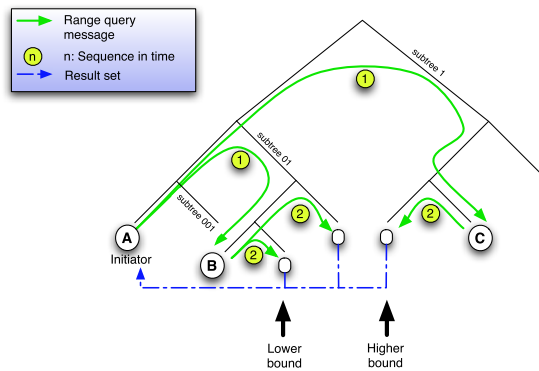 Range query
message
n
n: Sequence in time
Result set
subtree 1
1
subtree 01
1
subtree 001
2
2
2
A
Initiator
B
C
Lower
bound
Higher
bound